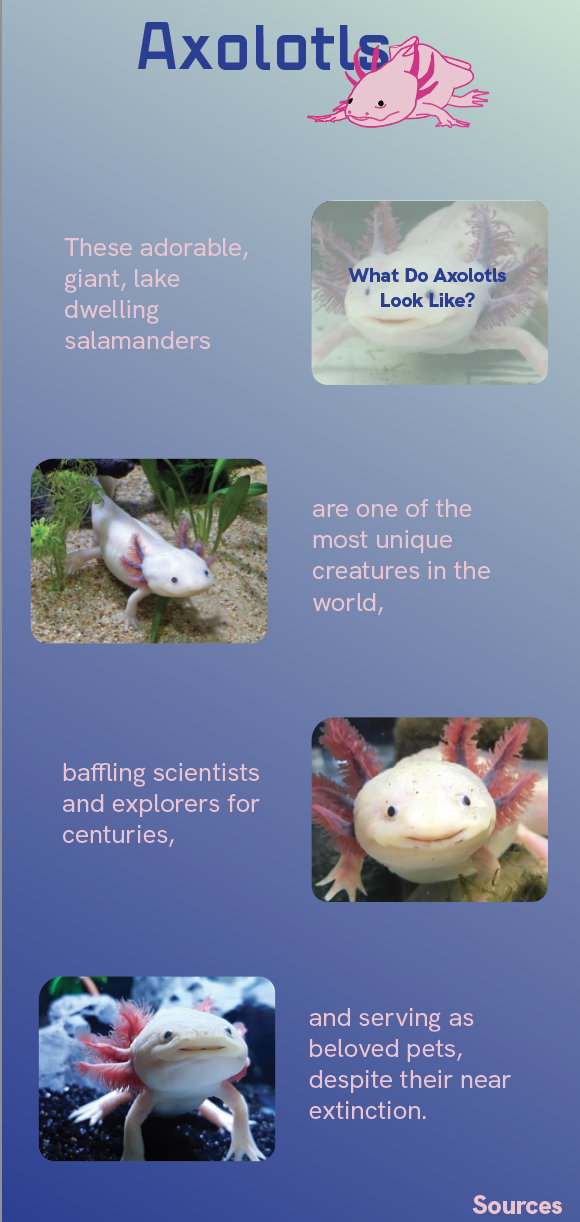 Axolotls
These adorable,
giant, lake
dwelling
salamanders
What Do Axolotls
Look Like?
are one of the
most unique
creatures in the
world,
baffling scientists
and explorers for
centuries,
and serving as
beloved pets,
despite their near
extinction.
Sources